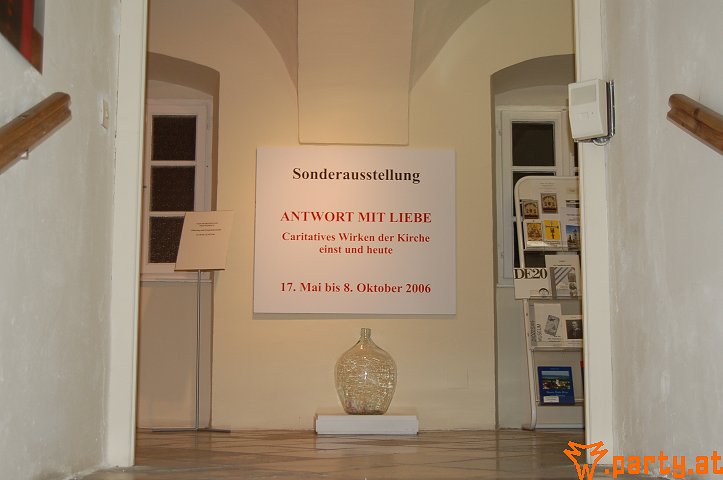 Sonderausstellung
ANTWORT MIT LIEBE
Caritatives Wirken der Kirche
einst und heute
17. Mai bis 8. Oktober 2006
DE20
w.party.at